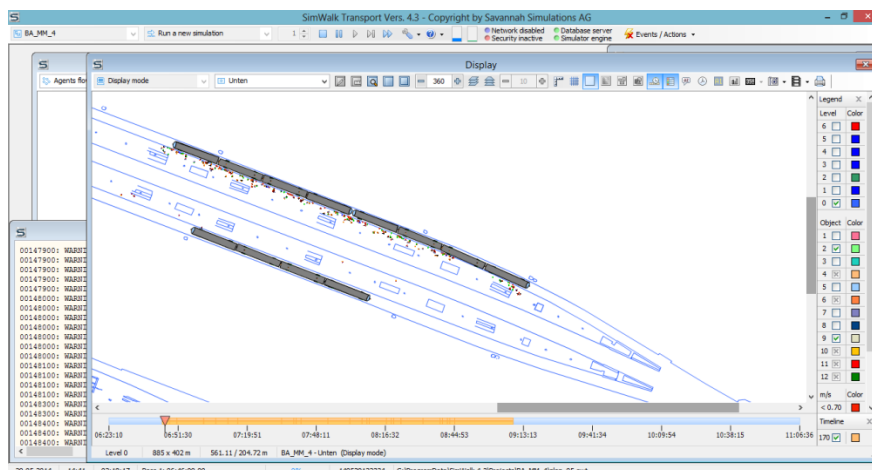 SimWalk Transport Vers. 4.3 - Copyright by Savannah Simulations AG
BA_MM_4
Run a new simulation
1
Network disabled
Security inactive
Database server
Simulator engine
Events / Actions
Agents flo
Display
Display mode
Unten
360
10
Legend
Level Color
6
5
4
3
2
1
0
Object Color
1
2
3
4
5
6
7
8
9
10
11
12
m/s Color
< 0.70
Timeline
170
00147900: WARNI
00147900: WARNI
00147900: WARNI
00147900: WARNI
00147900: WARNI
00148000: WARNI
00148000: WARNI
00148000: WARNI
00148000: WARNI
00148000: WARNI
00148100: WARNI
00148100: WARNI
00148100: WARNI
00148300: WARNI
00148300: WARNI
00148400: WARNI
00148400: WARNI
00148400: WARNI
06:23:10 06:51:30 07:19:51 07:48:11 08:16:32 08:44:53 09:13:13 09:41:34 10:09:54 10:38:15 11:06:36
Level 0 885 x 402 m 561.11 / 204.72 m BA_MM_4 - Unten (Display mode)